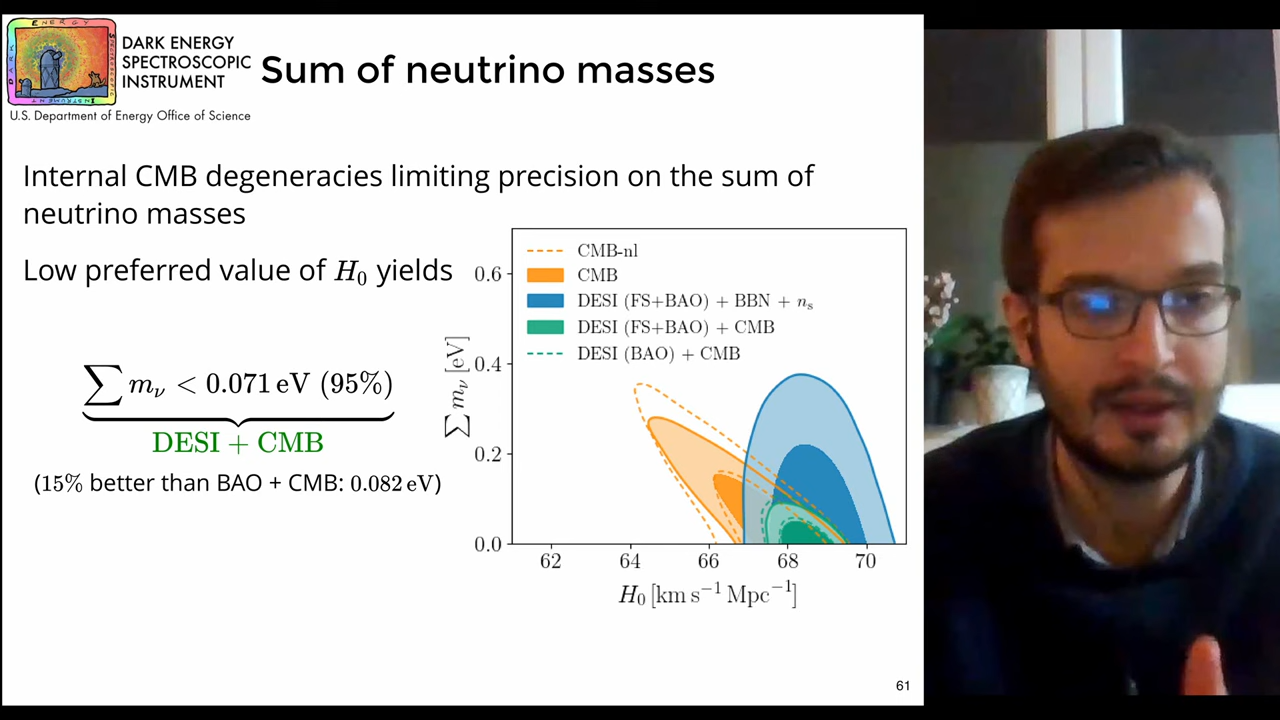 DARK ENERGY
SPECTROSCOPIC
INSTRUMENT
U.S. Department of Energy Office of Science
Sum of neutrino masses
Internal CMB degeneracies limiting precision on the sum of
neutrino masses
Low preferred value of H₀ yields
∑ mν < 0.071 eV (95%)
DESI + CMB
(15% better than BAO + CMB: 0.082 eV)
CMB-nl
CMB
DESI (FS+BAO) + BBN + nₛ
DESI (FS+BAO) + CMB
DESI (BAO) + CMB
∑ mν [eV]
0.6
0.4
0.2
0.0
62 64 66 68 70
H₀ [km s⁻¹ Mpc⁻¹]
61